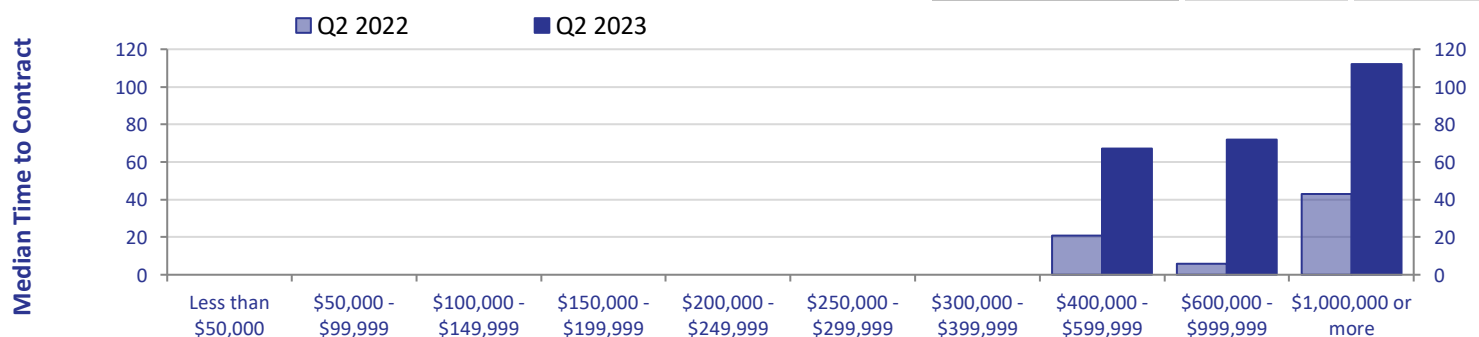 Q2 2022 Q2 2023
Median Time to Contract
120 120
100 100
80 80
60 60
40 40
20 20
0 0
Less than $50,000 - $100,000 - $150,000 - $200,000 - $250,000 - $300,000 - $400,000 - $600,000 - $1,000,000 or
$50,000 $99,999 $149,999 $199,999 $249,999 $299,999 $399,999 $599,999 $999,999 more